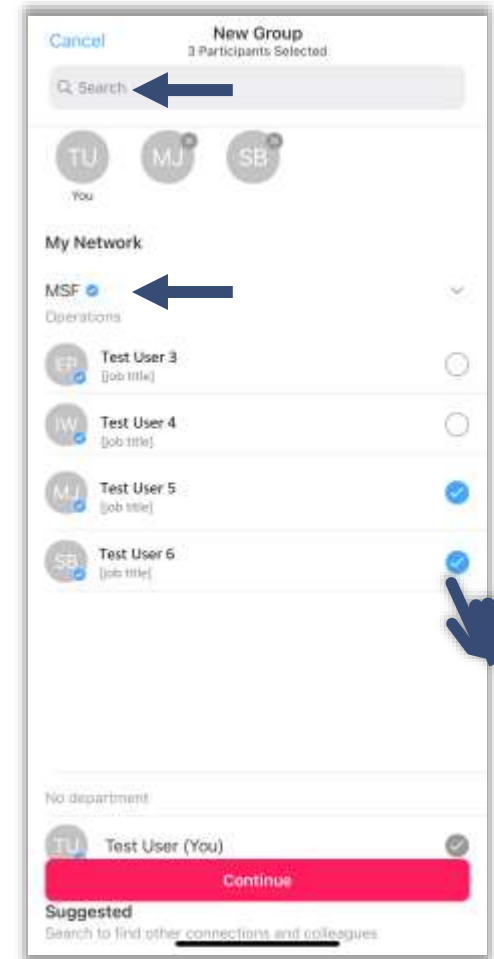 Cancel
New Group
3 Participants Selected
Search
TU
MJ
SB
You
My Network
MSF
Operations
EP
Test User 3
[job title]
IW
Test User 4
[job title]
MJ
Test User 5
[job title]
SB
Test User 6
[job title]
No department
TU
Test User (You)
Continue
Suggested
Search to find other connections and colleagues